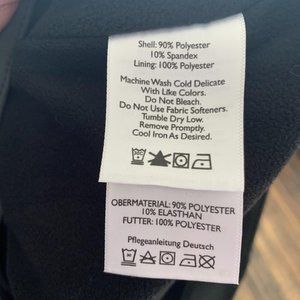 Shell: 90% Polyester
10% Spandex
Lining: 100% Polyester
Machine Wash Cold Delicate
With Like Colors.
Do Not Bleach.
Do Not Use Fabric Softeners.
Tumble Dry Low.
Remove Promptly.
Cool Iron As Desired.
OBERMATERIAL: 90% POLYESTER
10% ELASTHAN
FUTTER: 100% POLYESTER
Pflegeanleitung Deutsch